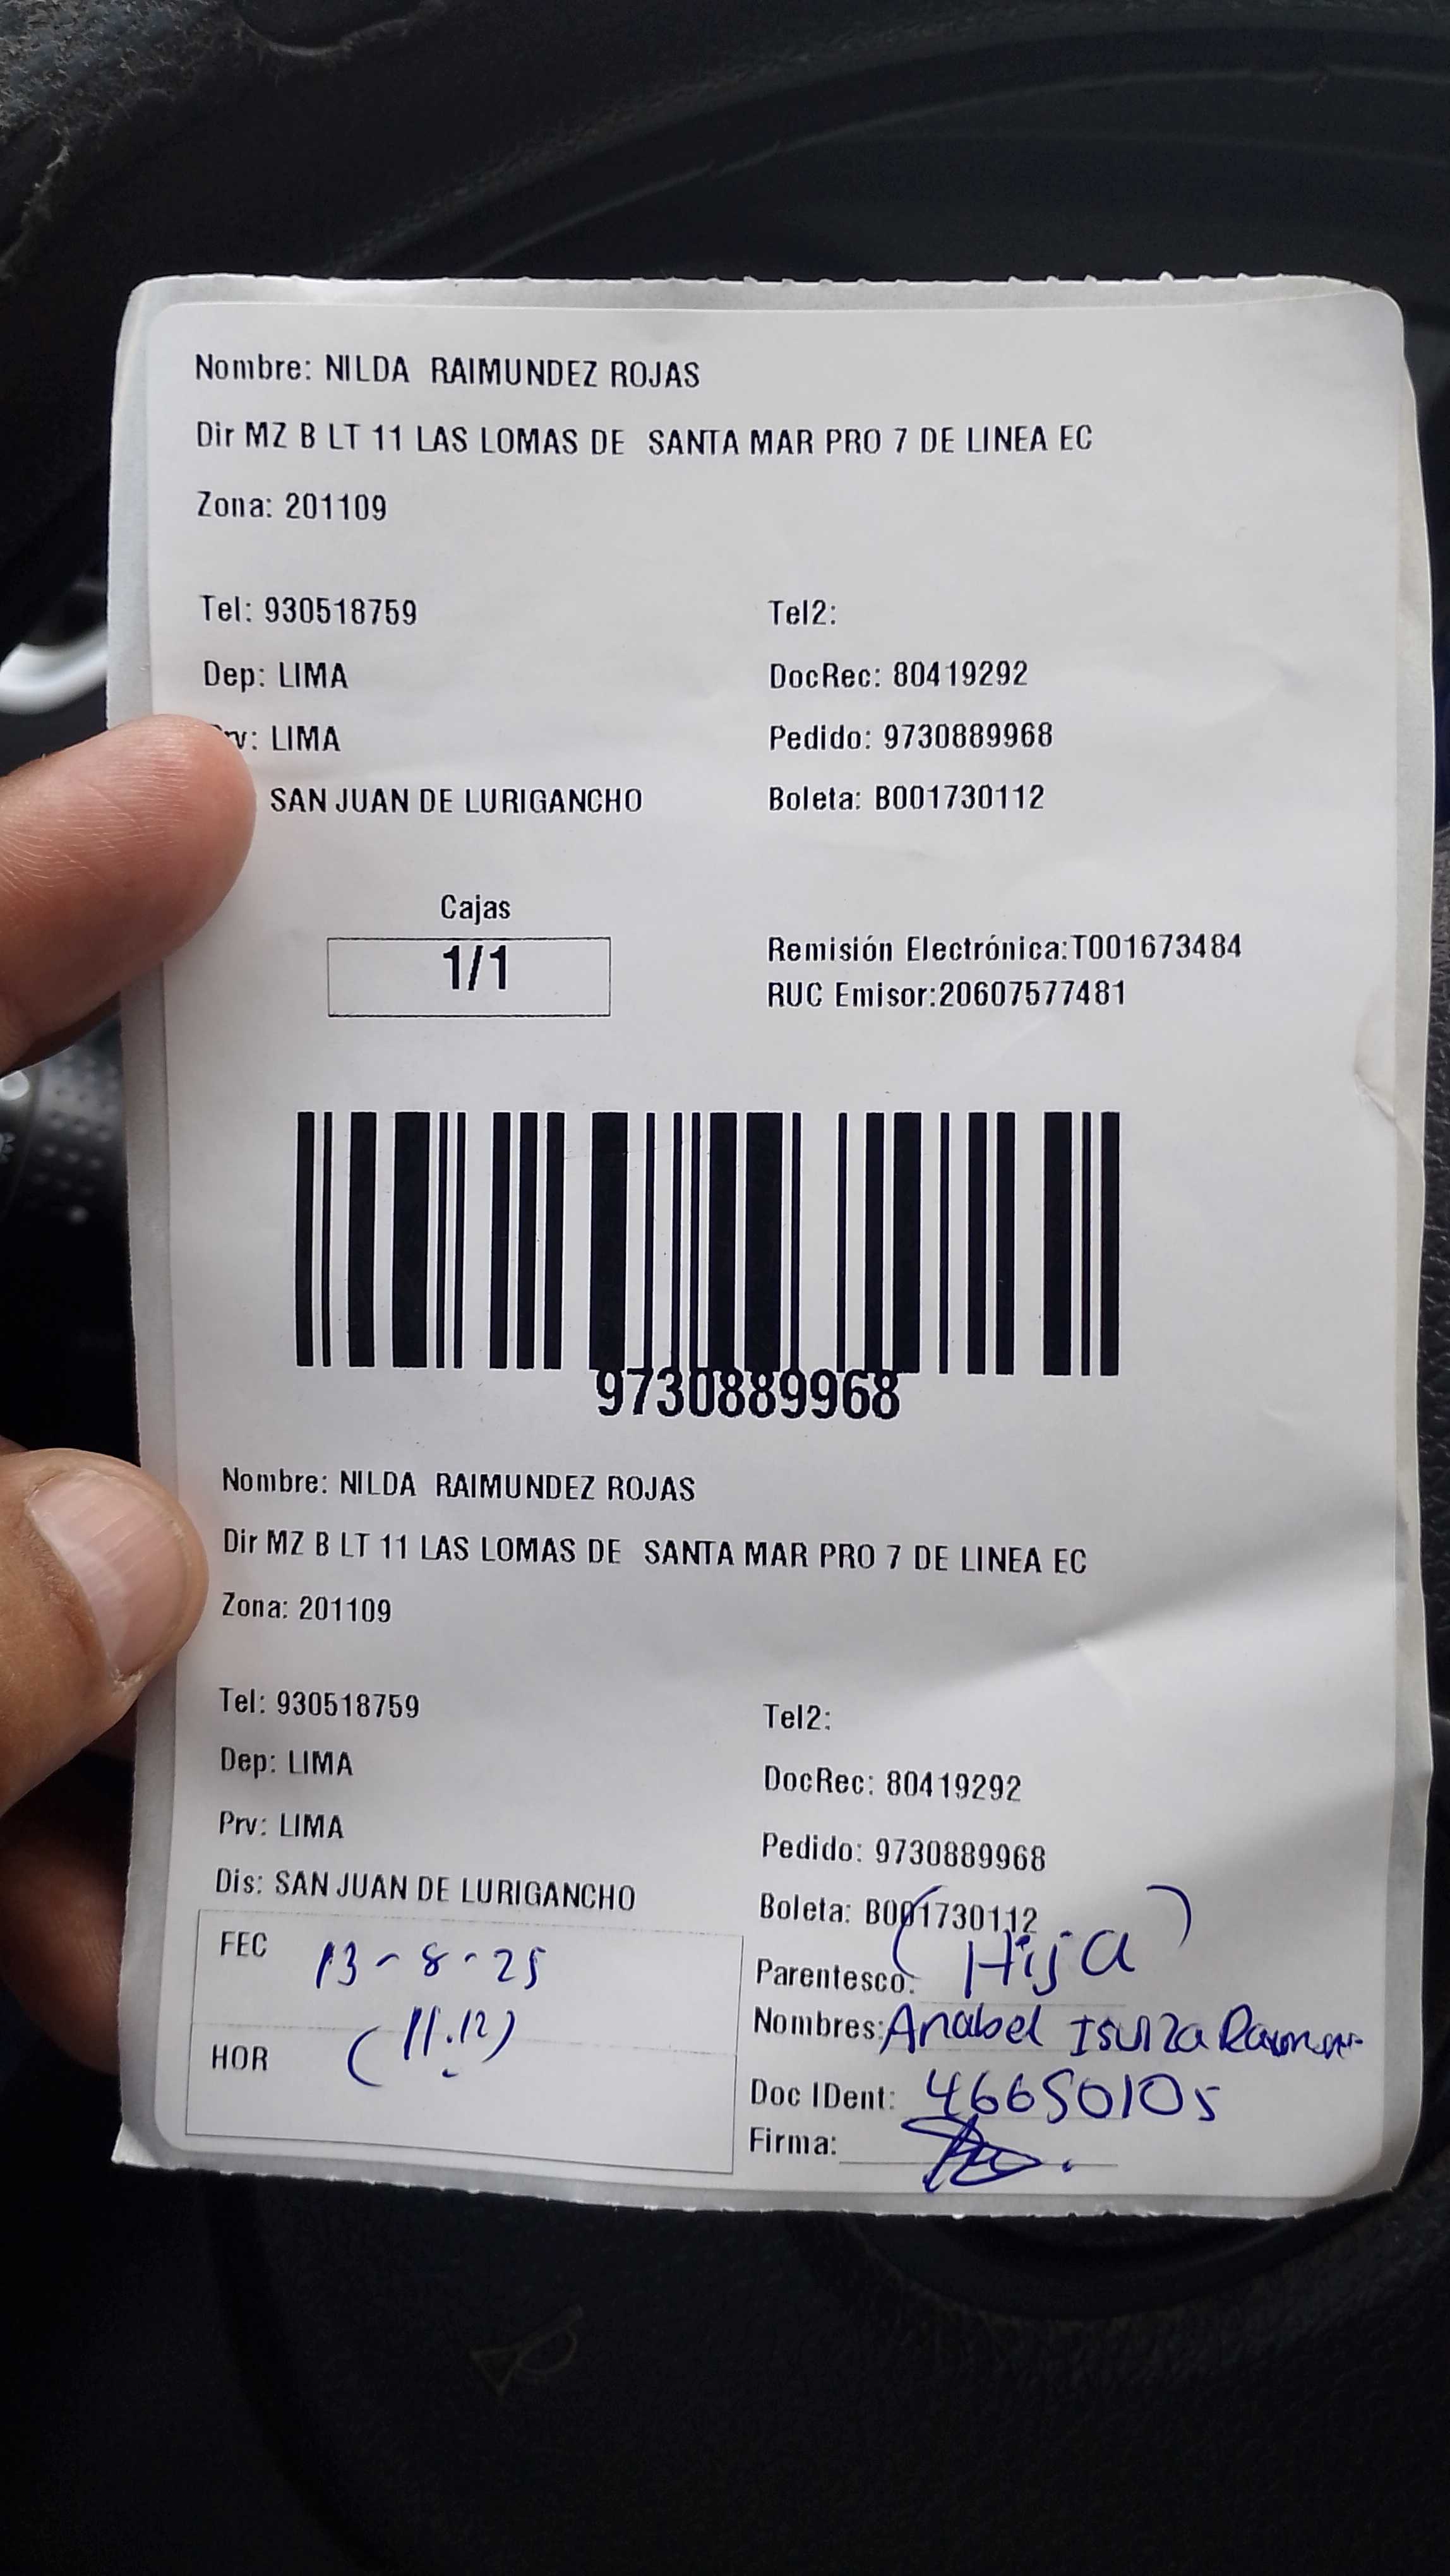 Nombre: NILDA RAIMUNDEZ ROJAS
Dir MZ B LT 11 LAS LOMAS DE SANTA MAR PRO 7 DE LINEA EC
Zona: 201109
Tel: 930518759 Tel2:
Dep: LIMA DocRec: 80419292
rv: LIMA Pedido: 9730889968
SAN JUAN DE LURIGANCHO Boleta: B001730112
Cajas
1/1
Remisión Electrónica:T001673484
RUC Emisor:20607577481
9730889968
Nombre: NILDA RAIMUNDEZ ROJAS
Dir MZ B LT 11 LAS LOMAS DE SANTA MAR PRO 7 DE LINEA EC
Zona: 201109
Tel: 930518759 Tel2:
Dep: LIMA DocRec: 80419292
Prv: LIMA Pedido: 9730889968
Dis: SAN JUAN DE LURIGANCHO Boleta: B001730112
FEC 13-8-25 Parentesco: (Hija)
Nombres: Anabel Isuiza
HOR (11.12) Doc IDent: 46650105
Firma: